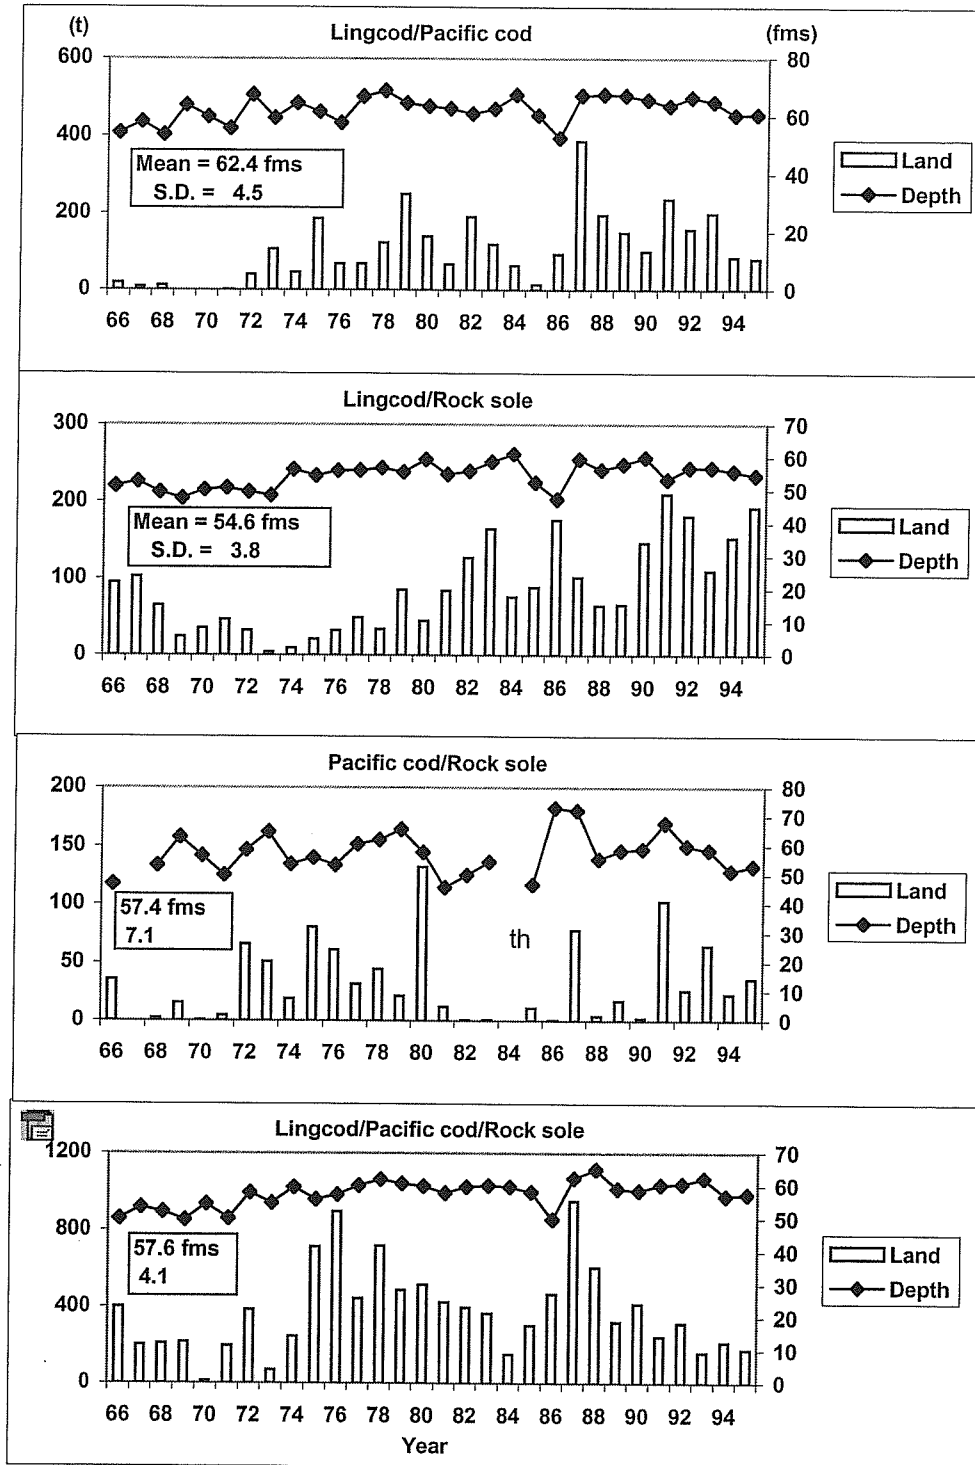 (t) Lingcod/Pacific cod (fms)
600 80
60
400
Mean = 62.4 fms
S.D. = 4.5
Land
Depth
40
200
20
0 0
66 68 70 72 74 76 78 80 82 84 86 88 90 92 94
Lingcod/Rock sole
300 70
60
200 50
Mean = 54.6 fms
S.D. = 3.8
Land
Depth
40
30
100
20
10
0 0
66 68 70 72 74 76 78 80 82 84 86 88 90 92 94
Pacific cod/Rock sole
200 80
70
150 60
50
100
57.4 fms
7.1
Land
Depth
40
th
30
50
20
10
0 0
66 68 70 72 74 76 78 80 82 84 86 88 90 92 94
Lingcod/Pacific cod/Rock sole
1200 70
60
800 50
57.6 fms
4.1
Land
Depth
40
400 30
20
10
0 0
66 68 70 72 74 76 78 80 82 84 86 88 90 92 94
Year